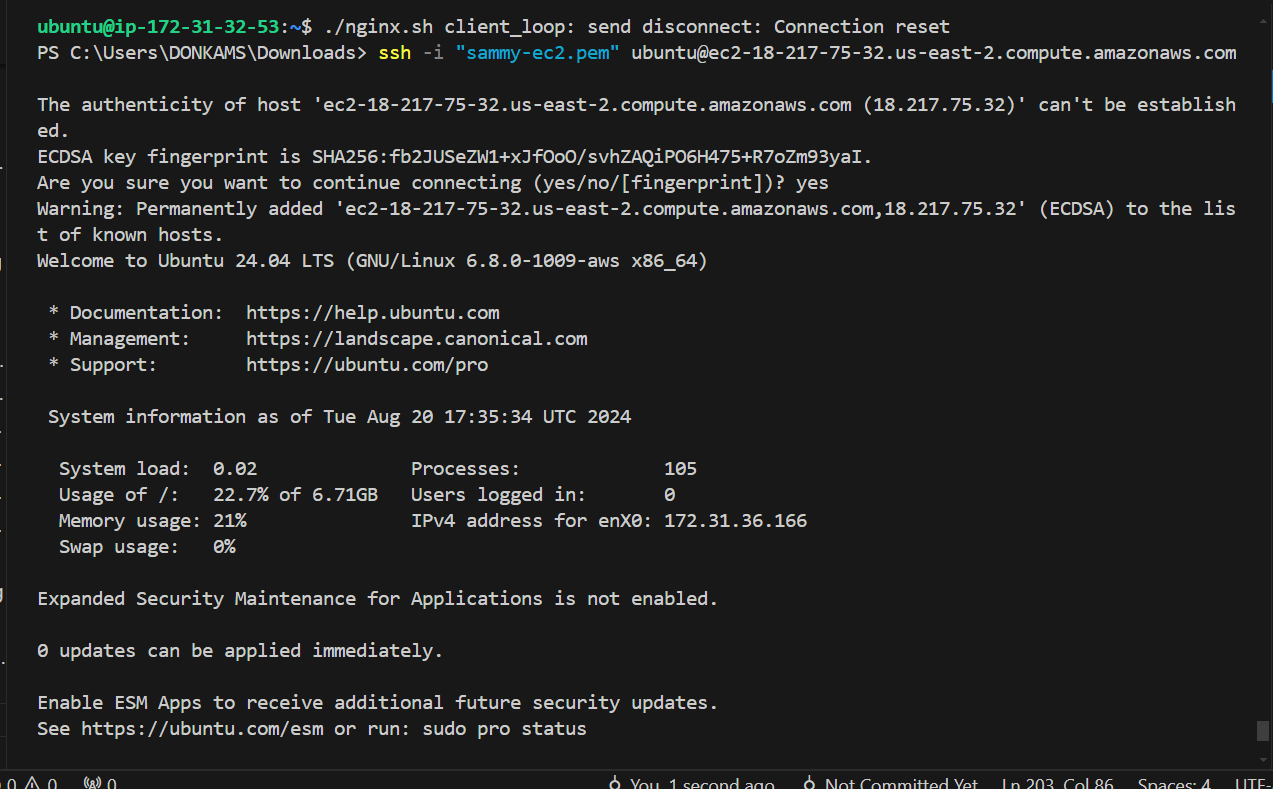 ubuntu@ip-172-31-32-53:~$ ./nginx.sh client_loop: send disconnect: Connection reset
PS C:\Users\DONKAMS\Downloads> ssh -i "sammy-ec2.pem" ubuntu@ec2-18-217-75-32.us-east-2.compute.amazonaws.com
The authenticity of host 'ec2-18-217-75-32.us-east-2.compute.amazonaws.com (18.217.75.32)' can't be establish
ed.
ECDSA key fingerprint is SHA256:fb2JUSeZW1+xJfOoO/svhZAQiPO6H475+R7oZm93yaI.
Are you sure you want to continue connecting (yes/no/[fingerprint])? yes
Warning: Permanently added 'ec2-18-217-75-32.us-east-2.compute.amazonaws.com,18.217.75.32' (ECDSA) to the lis
t of known hosts.
Welcome to Ubuntu 24.04 LTS (GNU/Linux 6.8.0-1009-aws x86_64)
* Documentation:  https://help.ubuntu.com
* Management:     https://landscape.canonical.com
* Support:        https://ubuntu.com/pro
System information as of Tue Aug 20 17:35:34 UTC 2024
System load:  0.02              Processes:             105
Usage of /:   22.7% of 6.71GB   Users logged in:       0
Memory usage: 21%               IPv4 address for enX0: 172.31.36.166
Swap usage:   0%
Expanded Security Maintenance for Applications is not enabled.
0 updates can be applied immediately.
Enable ESM Apps to receive additional future security updates.
See https://ubuntu.com/esm or run: sudo pro status
0 0 0 You, 1 second ago Not Committed Yet Ln 203, Col 86 Spaces: 4 UTF-